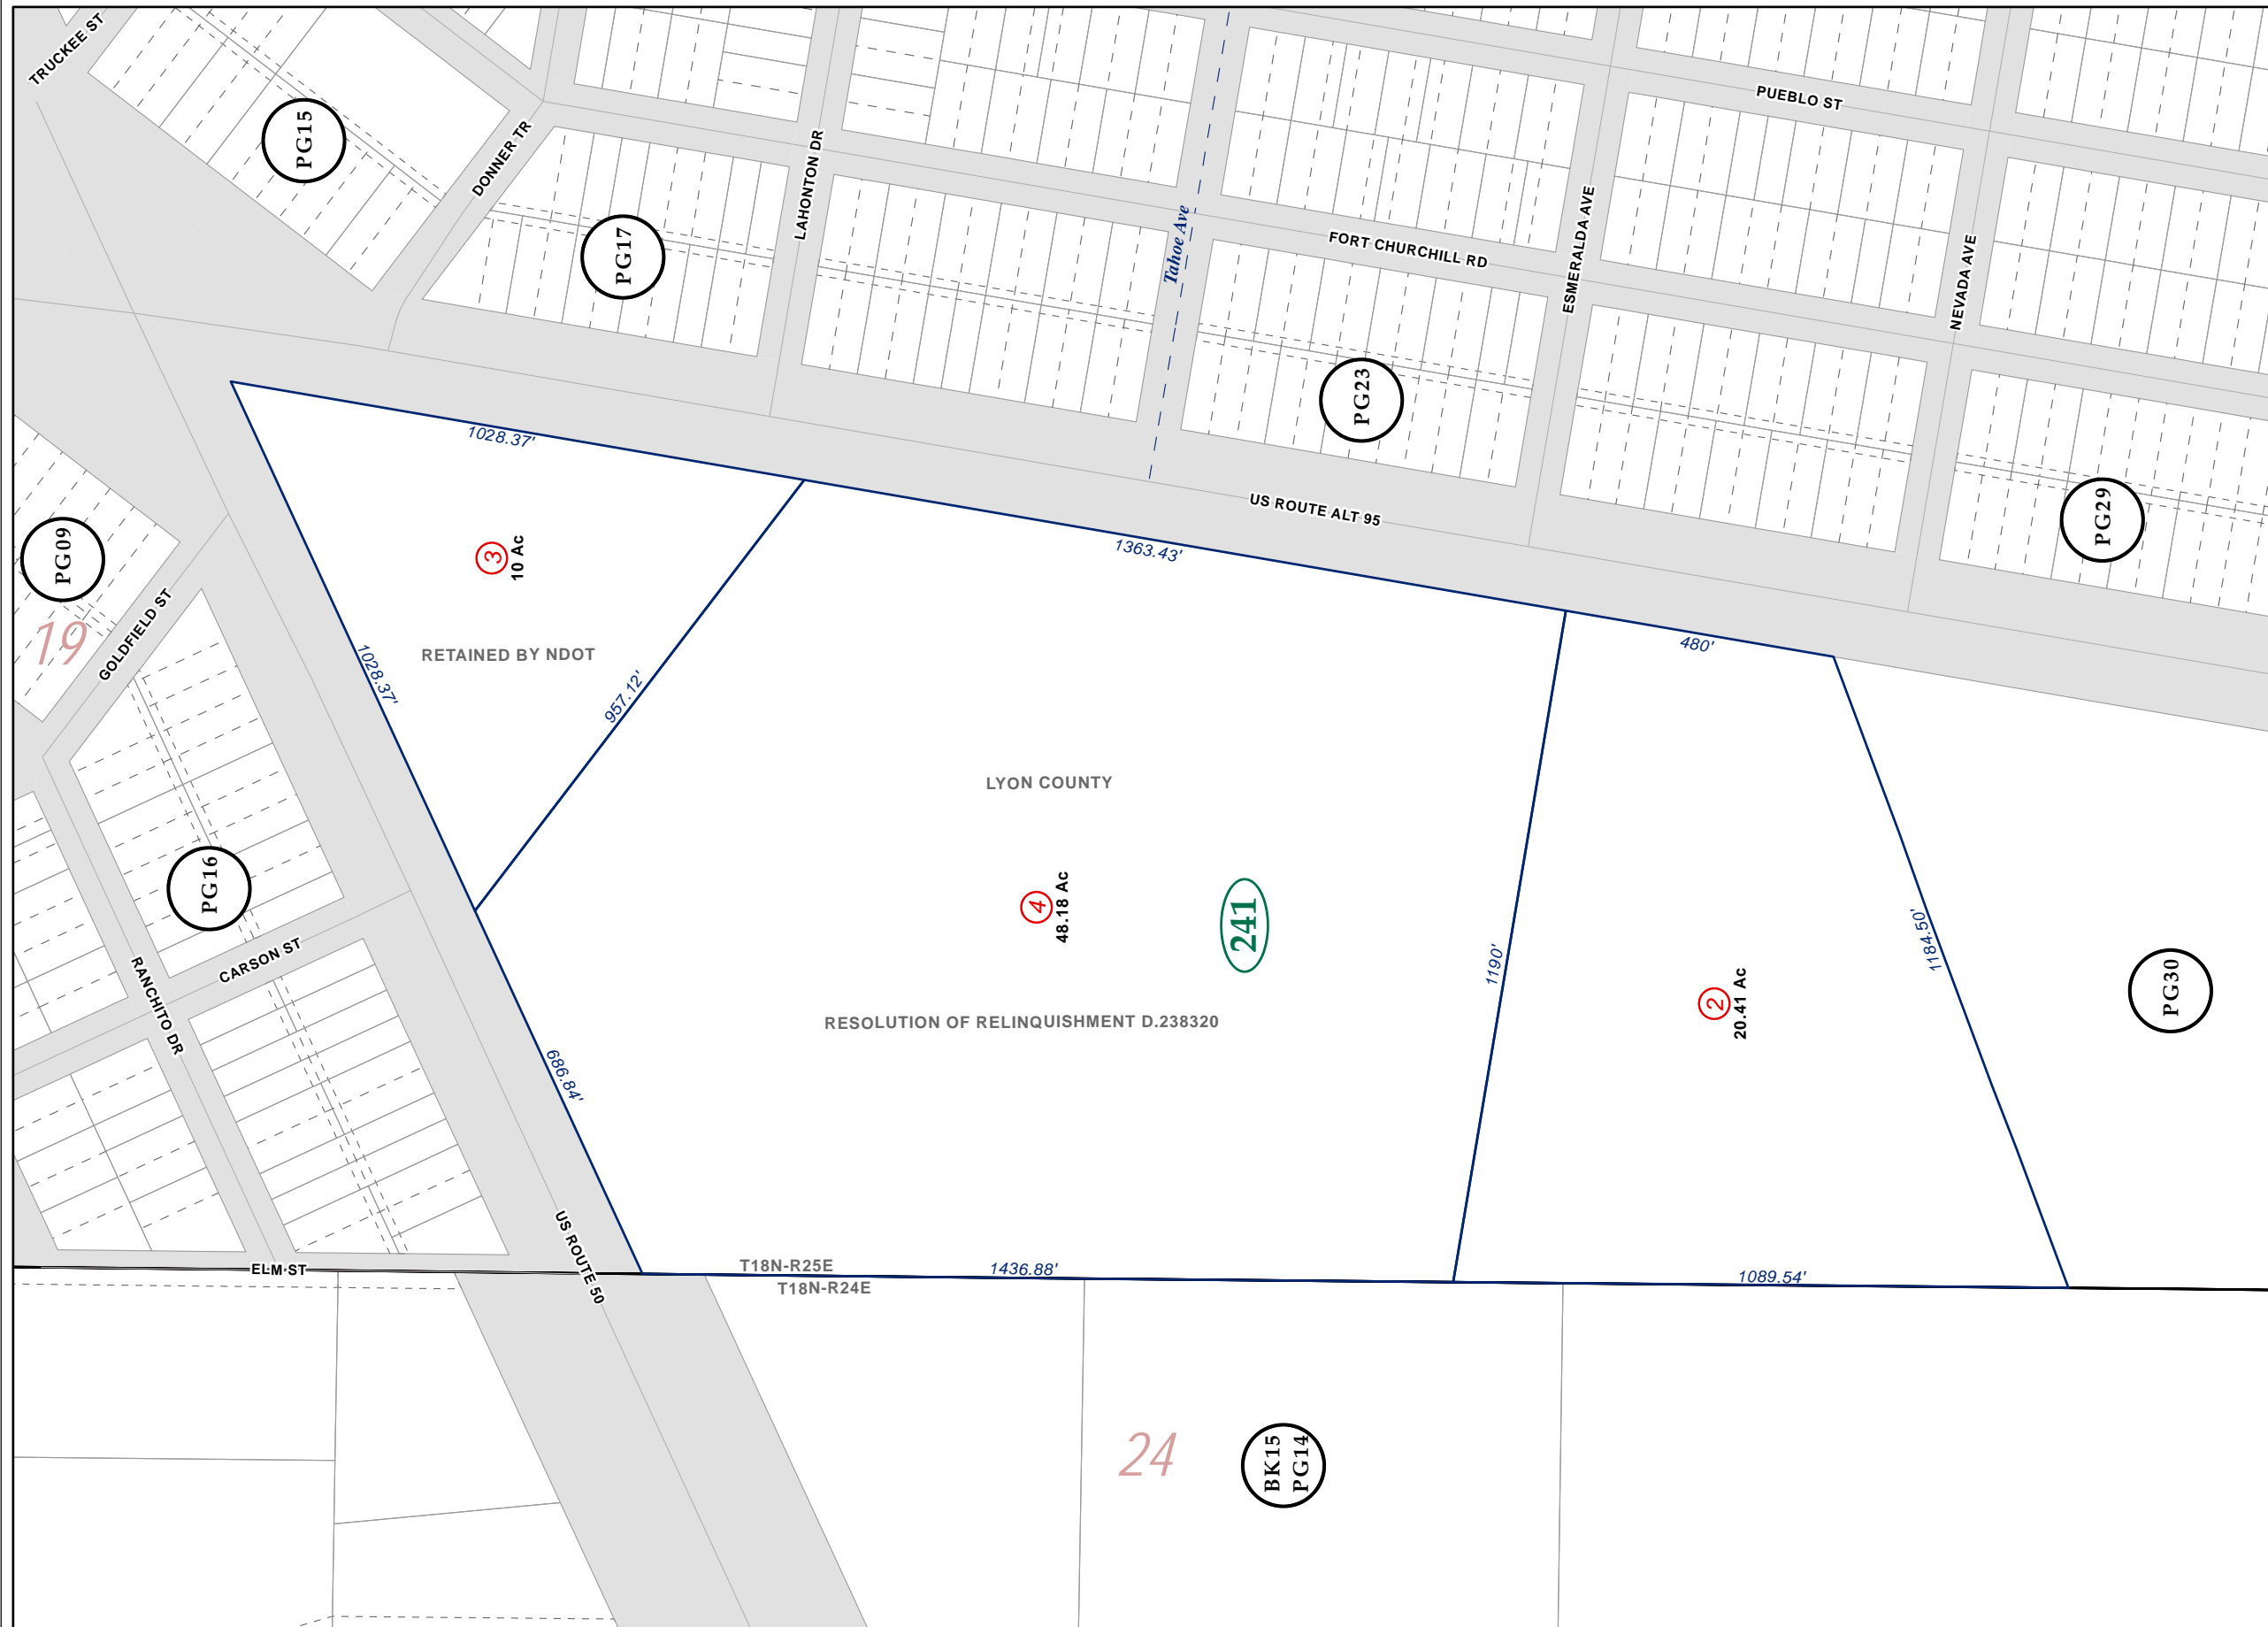 TRUCKEE ST
PG15
DONNER TR
PG17
LAHONTON DR
Tahoe Ave
PUEBLO ST
FORT CHURCHILL RD
ESMERALDA AVE
NEVADA AVE
PG23
PG29
US ROUTE ALT 95
1028.37'
1363.43'
480'
PG09
19
GOLDFIELD ST
3
10 Ac
RETAINED BY NDOT
1028.37'
957.12'
LYON COUNTY
4
48.18 Ac
241
1190'
2
20.41 Ac
1184.50'
PG30
PG16
CARSON ST
RANCHITO DR
RESOLUTION OF RELINQUISHMENT D.238320
686.84'
US ROUTE 50
ELM ST
T18N-R25E
T18N-R24E
1436.88'
1089.54'
24
BK15
PG14